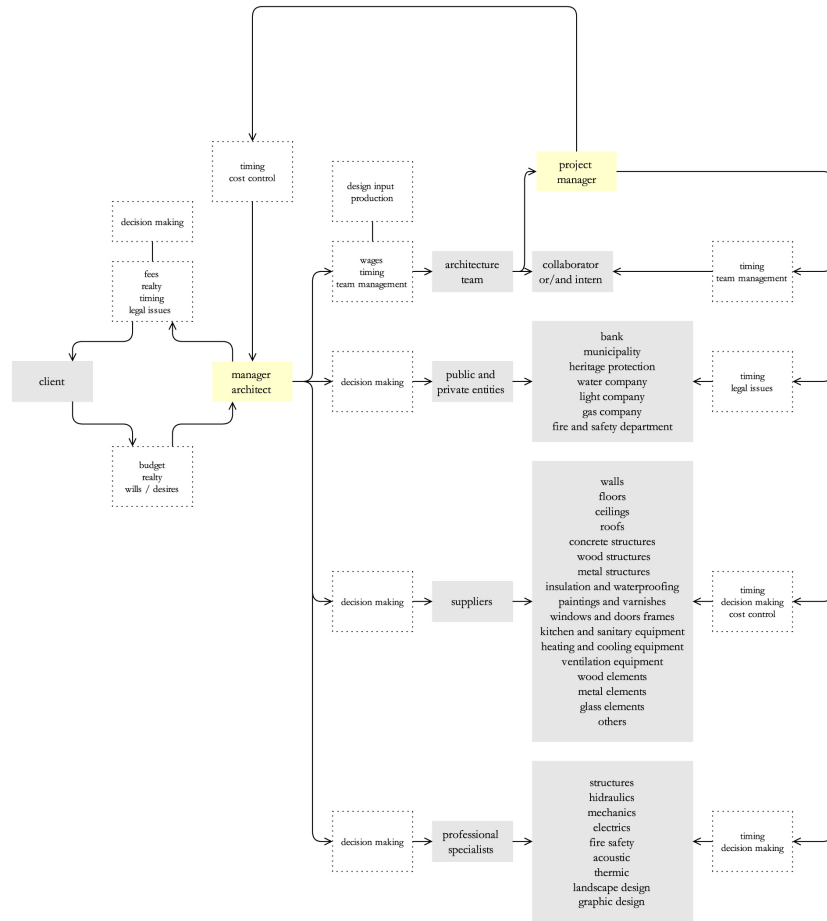 timing
cost control
project
manager
design input
production
decision making
fees
realty
timing
legal issues
wages
timing
team management
architecture
team
collaborator
or/and intern
timing
team management
client
manager
architect
decision making
public and
private entities
bank
municipality
heritage protection
water company
light company
gas company
fire and safety department
timing
legal issues
budget
realty
wills / desires
decision making
suppliers
walls
floors
ceilings
roofs
concrete structures
wood structures
metal structures
insulation and waterproofing
paintings and varnishes
windows and doors frames
kitchen and sanitary equipment
heating and cooling equipment
ventilation equipment
wood elements
metal elements
glass elements
others
timing
decision making
cost control
decision making
professional
specialists
structures
hidraulics
mechanics
electrics
fire safety
acoustic
thermic
landscape design
graphic design
timing
decision making